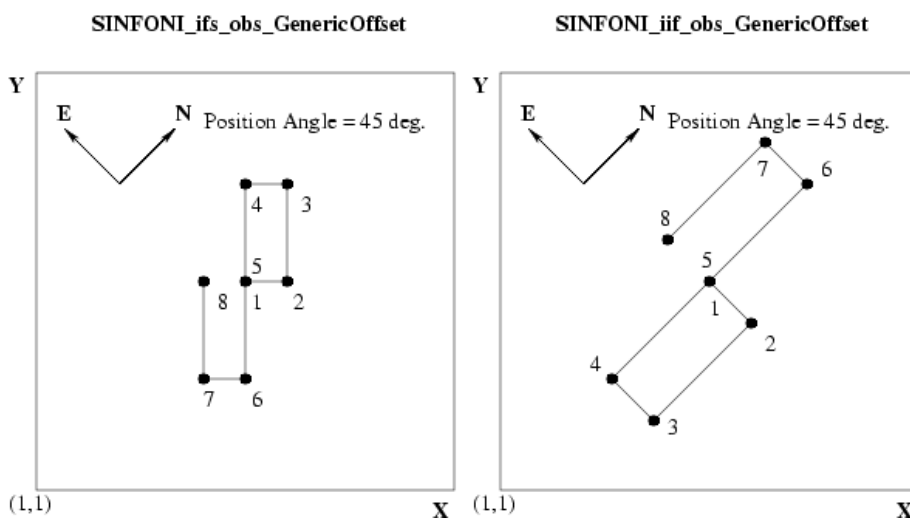 SINFONI_ifs_obs_GenericOffset
Y
E
N
Position Angle = 45 deg.
4
3
5
8
1
2
7
6
(1,1)
X
SINFONI_iif_obs_GenericOffset
Y
E
N
Position Angle = 45 deg.
7
6
8
5
1
2
4
3
(1,1)
X